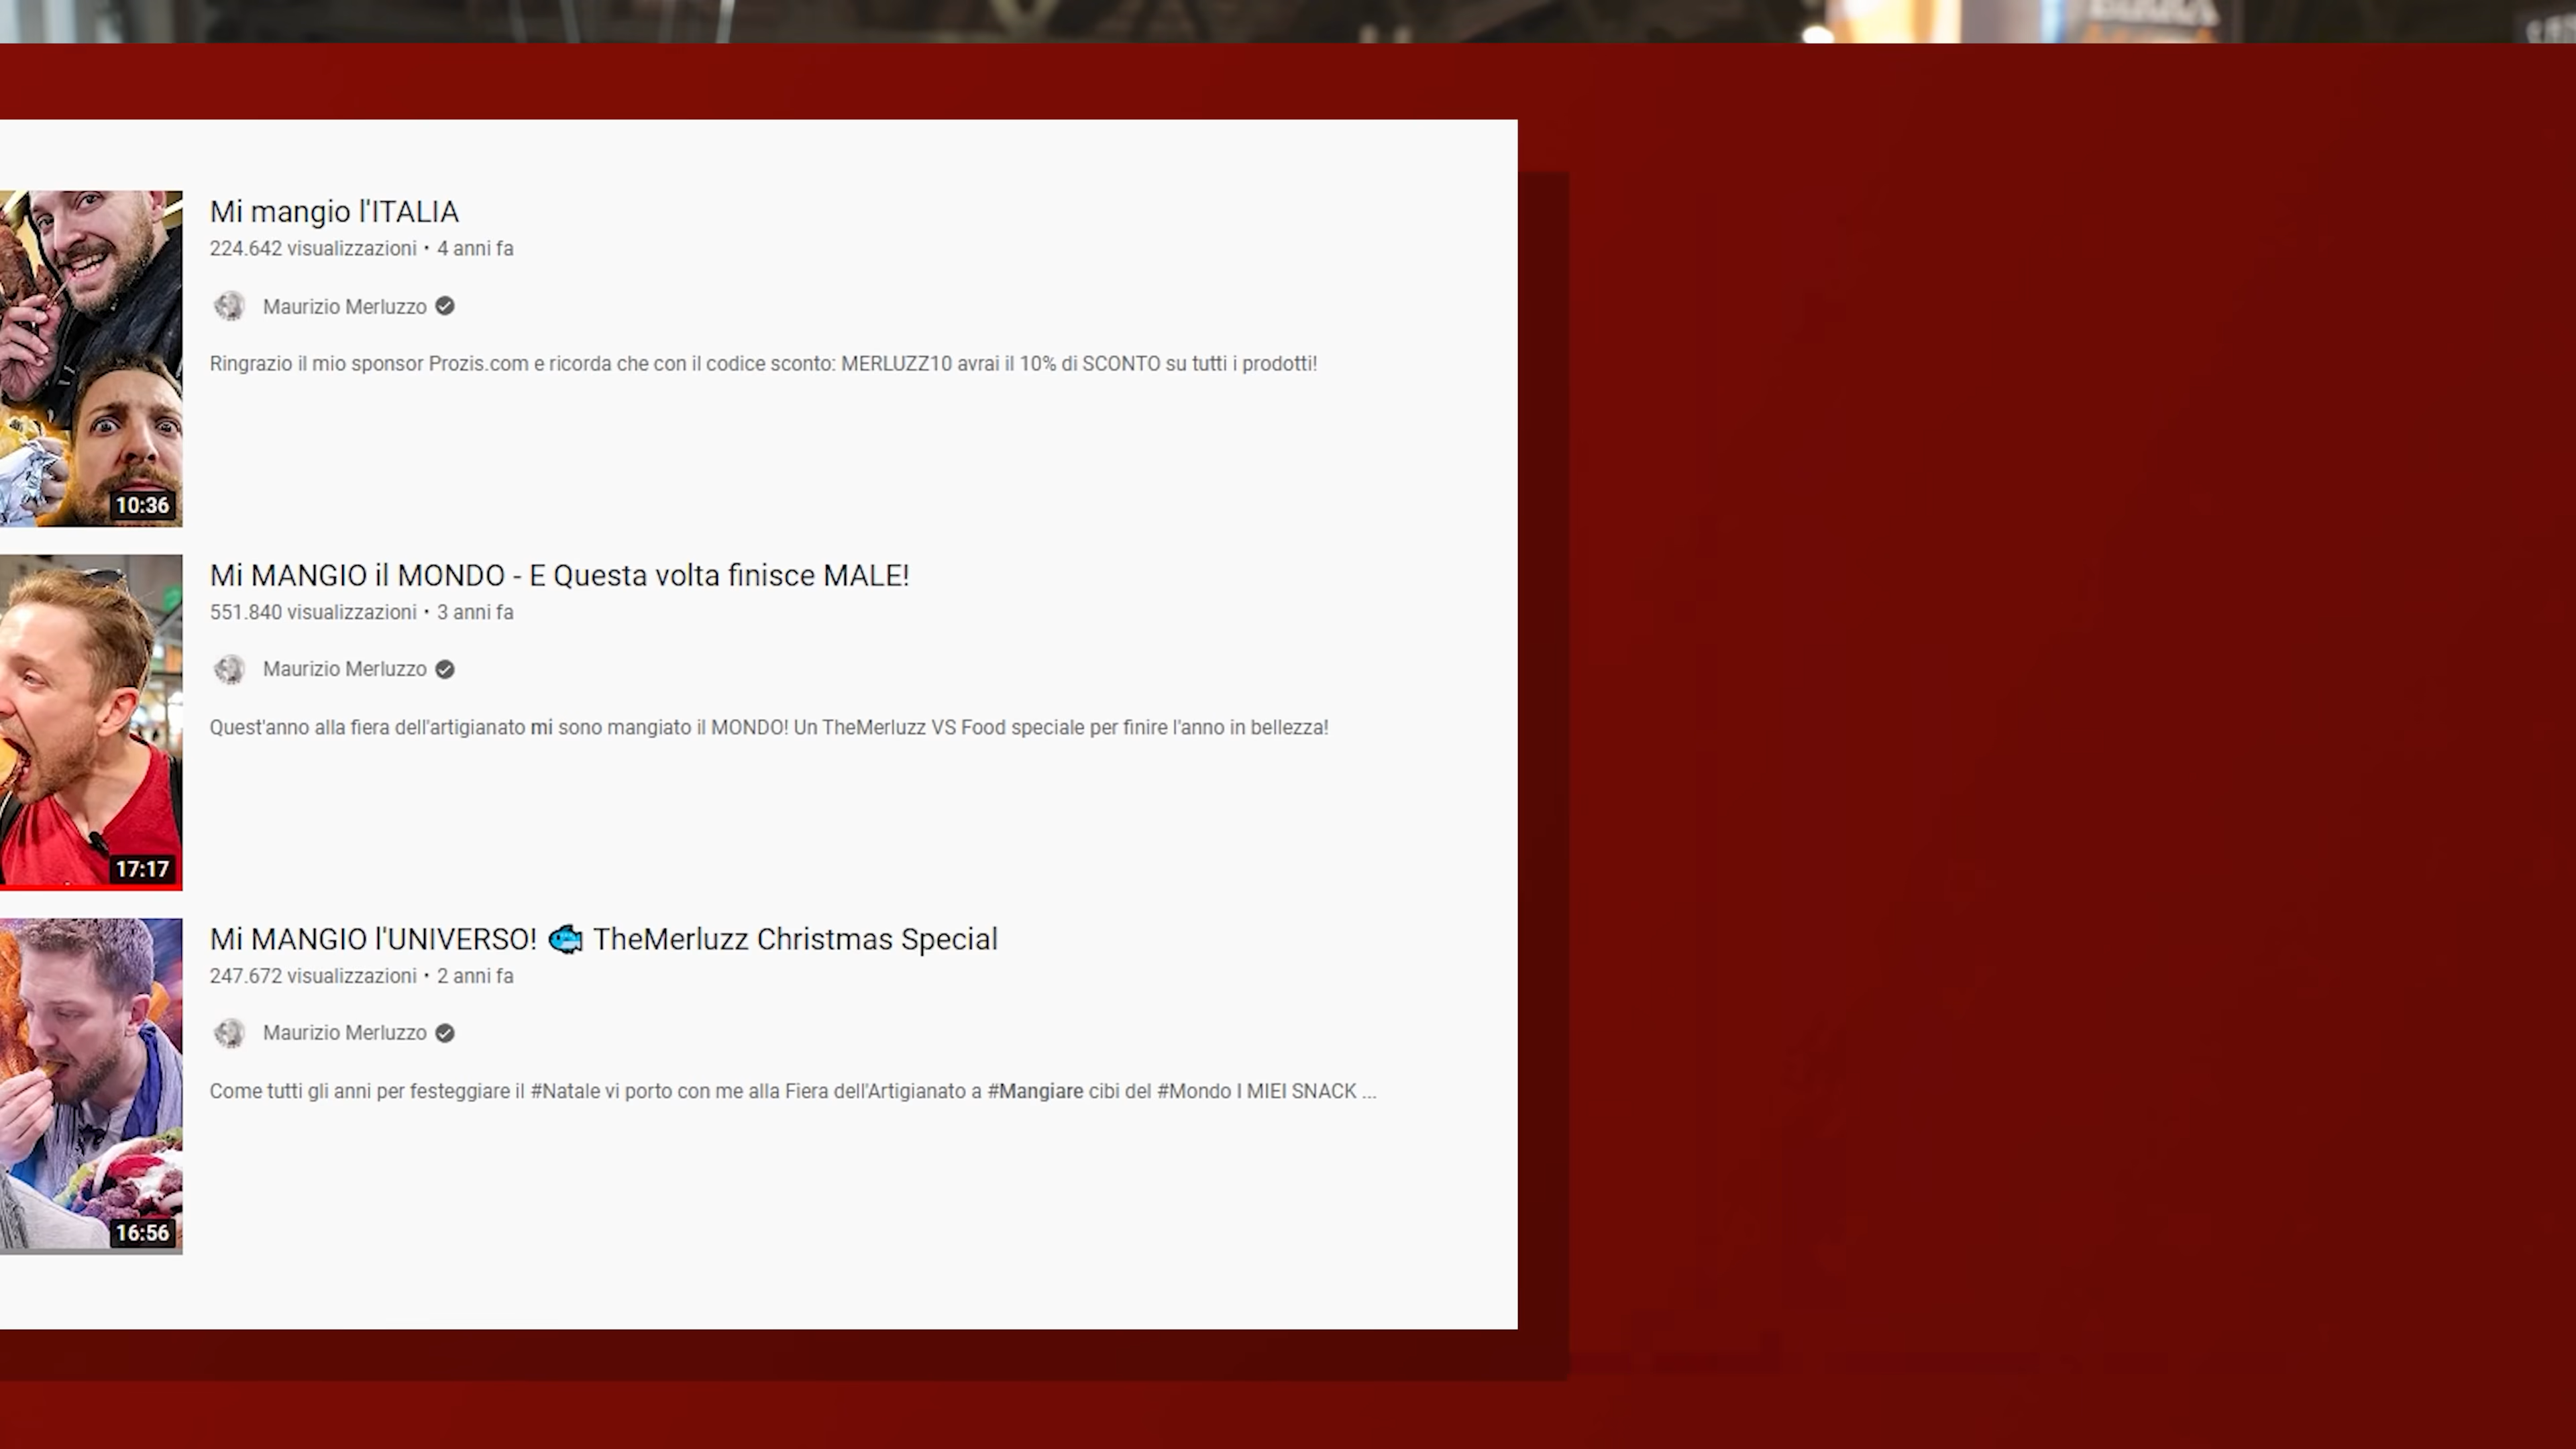 Mi mangio l'ITALIA
224.642 visualizzazioni • 4 anni fa
Maurizio Merluzzo
Ringrazio il mio sponsor Prozis.com e ricorda che con il codice sconto: MERLUZZ10 avrai il 10% di SCONTO su tutti i prodotti!
10:36
Mi MANGIO il MONDO - E Questa volta finisce MALE!
551.840 visualizzazioni • 3 anni fa
Maurizio Merluzzo
Quest'anno alla fiera dell'artigianato mi sono mangiato il MONDO! Un TheMerluzz VS Food speciale per finire l'anno in bellezza!
17:17
Mi MANGIO l'UNIVERSO! 🐟 TheMerluzz Christmas Special
247.672 visualizzazioni • 2 anni fa
Maurizio Merluzzo
Come tutti gli anni per festeggiare il #Natale vi porto con me alla Fiera dell'Artigianato a #Mangiare cibi del #Mondo I MIEI SNACK ...
16:56